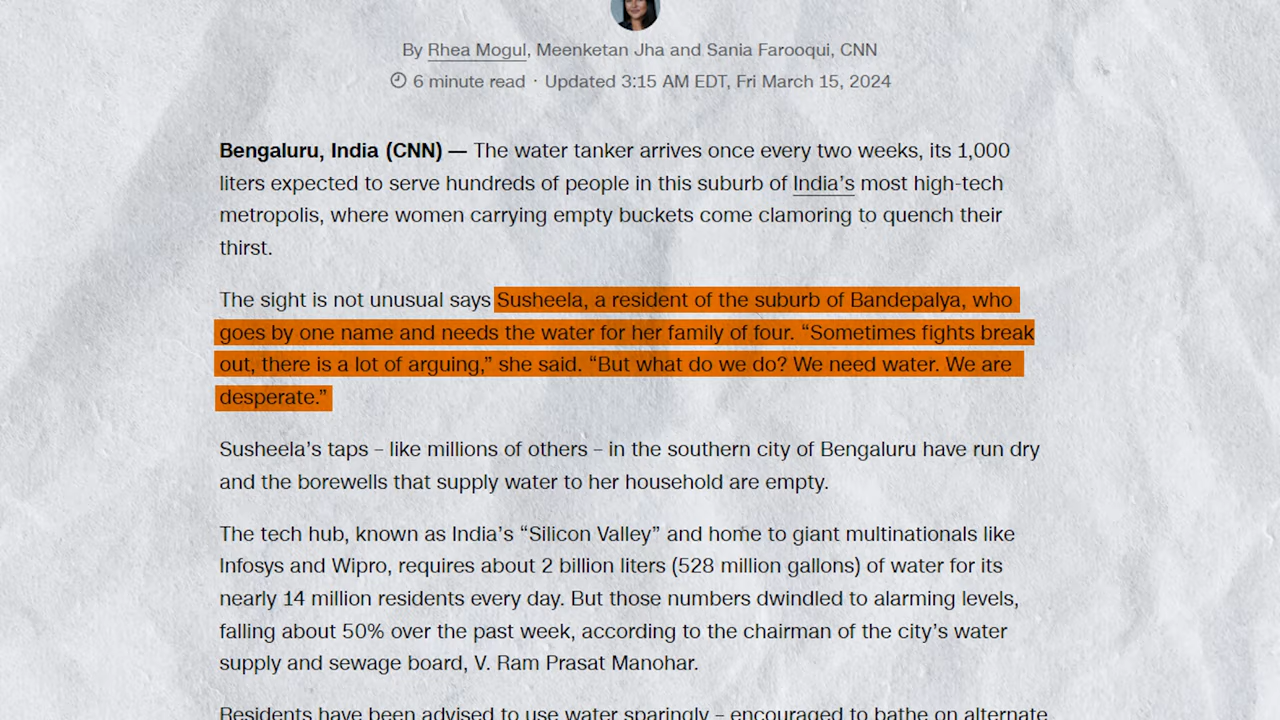 By Rhea Mogul, Meenketan Jha and Sania Farooqui, CNN
6 minute read · Updated 3:15 AM EDT, Fri March 15, 2024
Bengaluru, India (CNN) — The water tanker arrives once every two weeks, its 1,000
liters expected to serve hundreds of people in this suburb of India’s most high-tech
metropolis, where women carrying empty buckets come clamoring to quench their
thirst.
The sight is not unusual says Susheela, a resident of the suburb of Bandepalya, who
goes by one name and needs the water for her family of four. “Sometimes fights break
out, there is a lot of arguing,” she said. “But what do we do? We need water. We are
desperate.”
Susheela’s taps – like millions of others – in the southern city of Bengaluru have run dry
and the borewells that supply water to her household are empty.
The tech hub, known as India’s “Silicon Valley” and home to giant multinationals like
Infosys and Wipro, requires about 2 billion liters (528 million gallons) of water for its
nearly 14 million residents every day. But those numbers dwindled to alarming levels,
falling about 50% over the past week, according to the chairman of the city’s water
supply and sewage board, V. Ram Prasat Manohar.
Residents have been advised to use water sparingly – encouraged to bathe on alternate